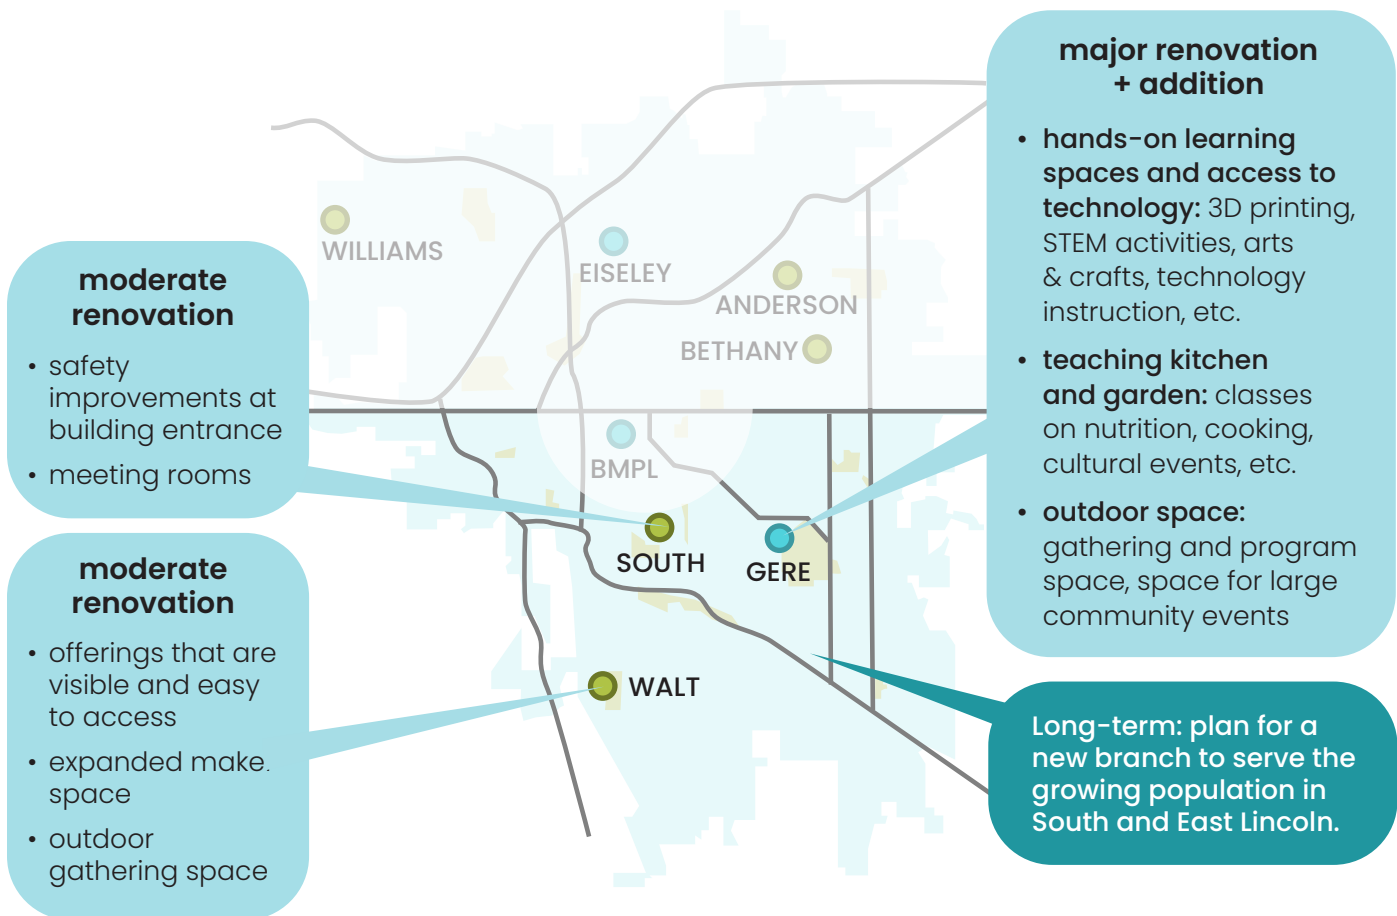 major renovation
+ addition
• hands-on learning
spaces and access to
technology: 3D printing,
STEM activities, arts
& crafts, technology
instruction, etc.
• teaching kitchen
and garden: classes
on nutrition, cooking,
cultural events, etc.
• outdoor space:
gathering and program
space, space for large
community events
WILLIAMS
EISELEY
ANDERSON
BETHANY
BMPL
SOUTH
GERE
WALT
moderate
renovation
• safety
improvements at
building entrance
• meeting rooms
moderate
renovation
• offerings that are
visible and easy
to access
• expanded make.
space
• outdoor
gathering space
Long-term: plan for a
new branch to serve the
growing population in
South and East Lincoln.